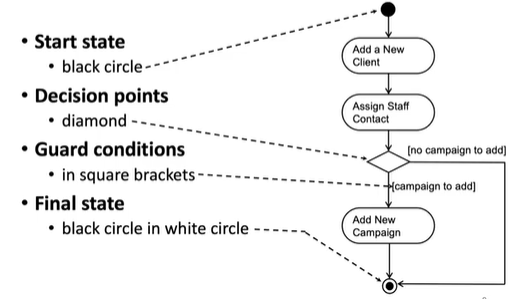 • Start state
• black circle
• Decision points
• diamond
• Guard conditions
• in square brackets
• Final state
• black circle in white circle
Add a New
Client
Assign Staff
Contact
[no campaign to add]
[campaign to add]
Add New
Campaign